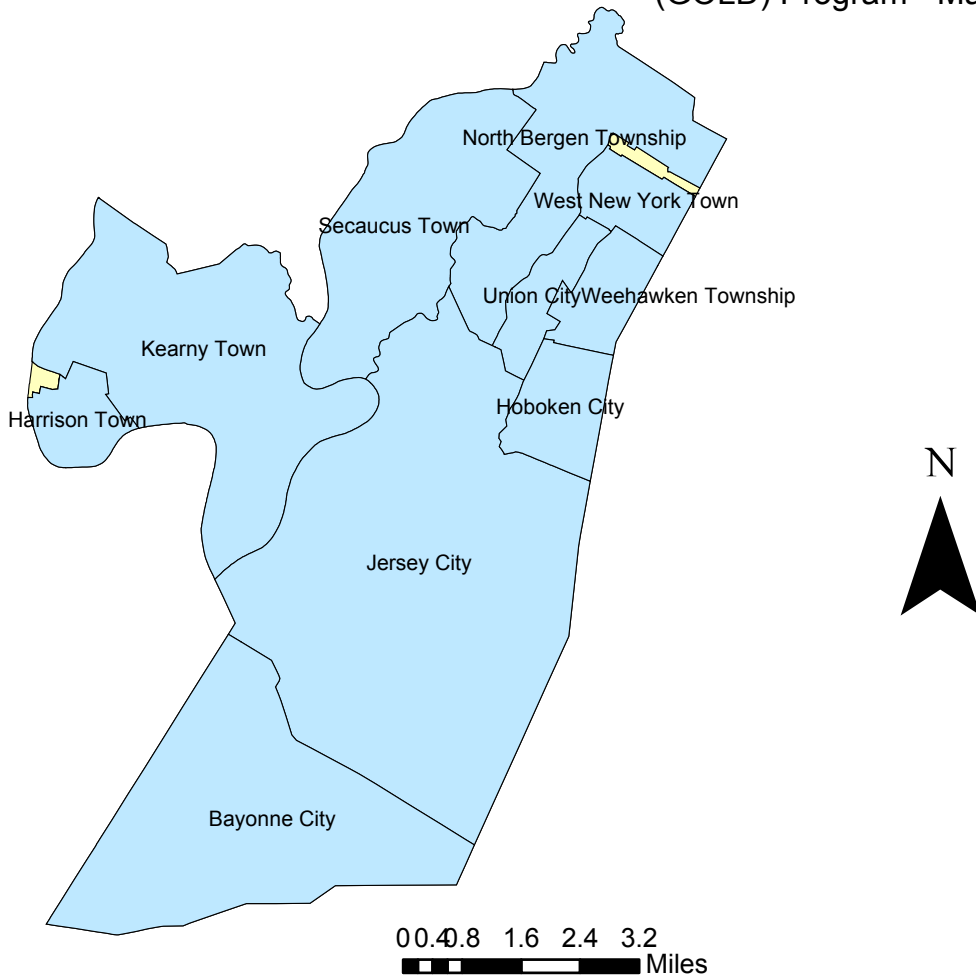 (GOLD) Program - Ma
North Bergen Township
West New York Town
Secaucus Town
Union City
Weehawken Township
Kearny Town
Hoboken City
Harrison Town
N
Jersey City
Bayonne City
0 0.4 0.8 1.6 2.4 3.2
Miles